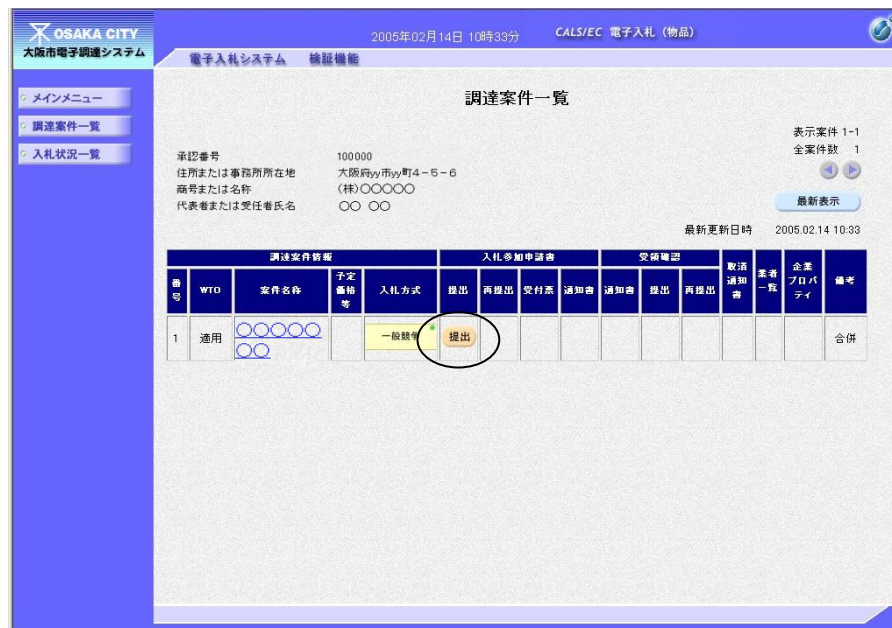 OSAKA CITY
大阪市電子調達システム
2005年02月14日 10時33分
CALS/EC 電子入札（物品）
電子入札システム 検証機能
メインメニュー
調達案件一覧
入札状況一覧
調達案件一覧
表示案件 1-1
全案件数 1
承認番号 100000
住所または事務所所在地 大阪府yy市yy町4－5－6
商号または名称 (株)〇〇〇〇〇
代表者または受任者氏名 〇〇 〇〇
最新表示
最新更新日時 2005.02.14 10:33
調達案件情報 入札参加申請書 受領確認 取消通知書 業者一覧 企業プロパティ 備考
番号 WTO 案件名称 予定価格等 入札方式 提出 再提出 受付票 通知書 通知書 提出 再提出
1 適用 〇〇〇〇〇 一般競争 提出 合併
〇〇